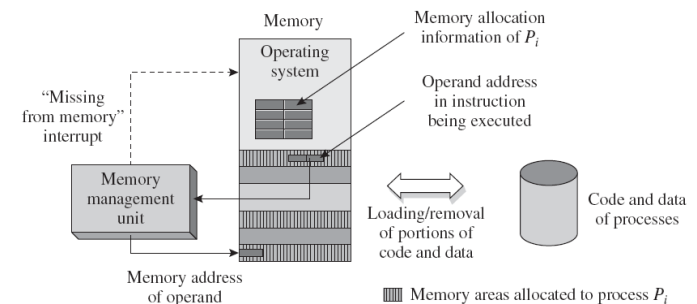 Memory
Memory allocation
information of Pi
Operating
system
Operand address
in instruction
being executed
“Missing
from memory”
interrupt
Memory
management
unit
Loading/removal
of portions of
code and data
Code and data
of processes
Memory address
of operand
Memory areas allocated to process Pi